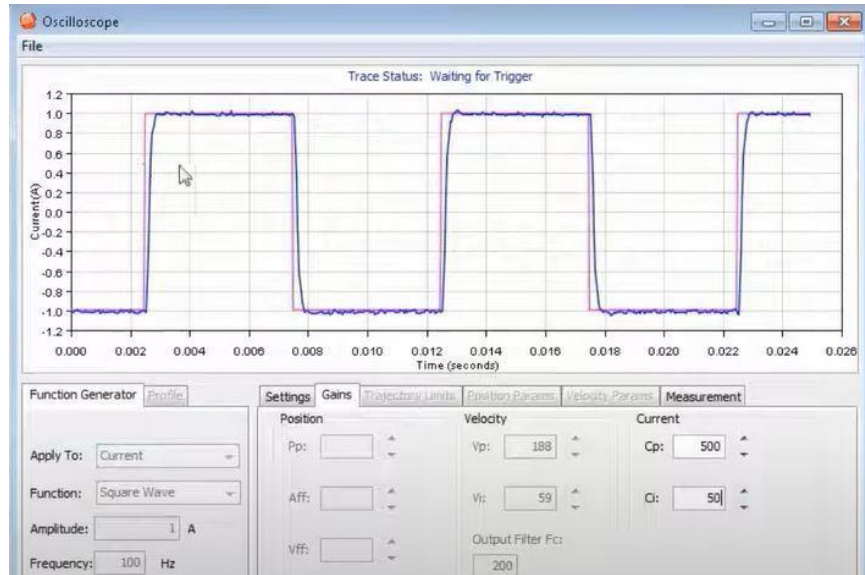 Oscilloscope
File
Trace Status: Waiting for Trigger
1.2
1.0
0.8
0.6
0.4
0.2
0.0
-0.2
-0.4
-0.6
-0.8
-1.0
-1.2
Current(A)
0.000 0.002 0.004 0.006 0.008 0.010 0.012 0.014 0.016 0.018 0.020 0.022 0.024 0.026
Time (seconds)
Function Generator Profile Settings Gains Trajectory Limits Position Params Velocity Params Measurement
Position Velocity Current
Apply To: Current Pp: Vp: 188 Cp: 500
Function: Square Wave Aff: Vi: 59 Ci: 50
Amplitude: 1 A
Output Filter Fc:
Frequency: 100 Hz Vff: 200